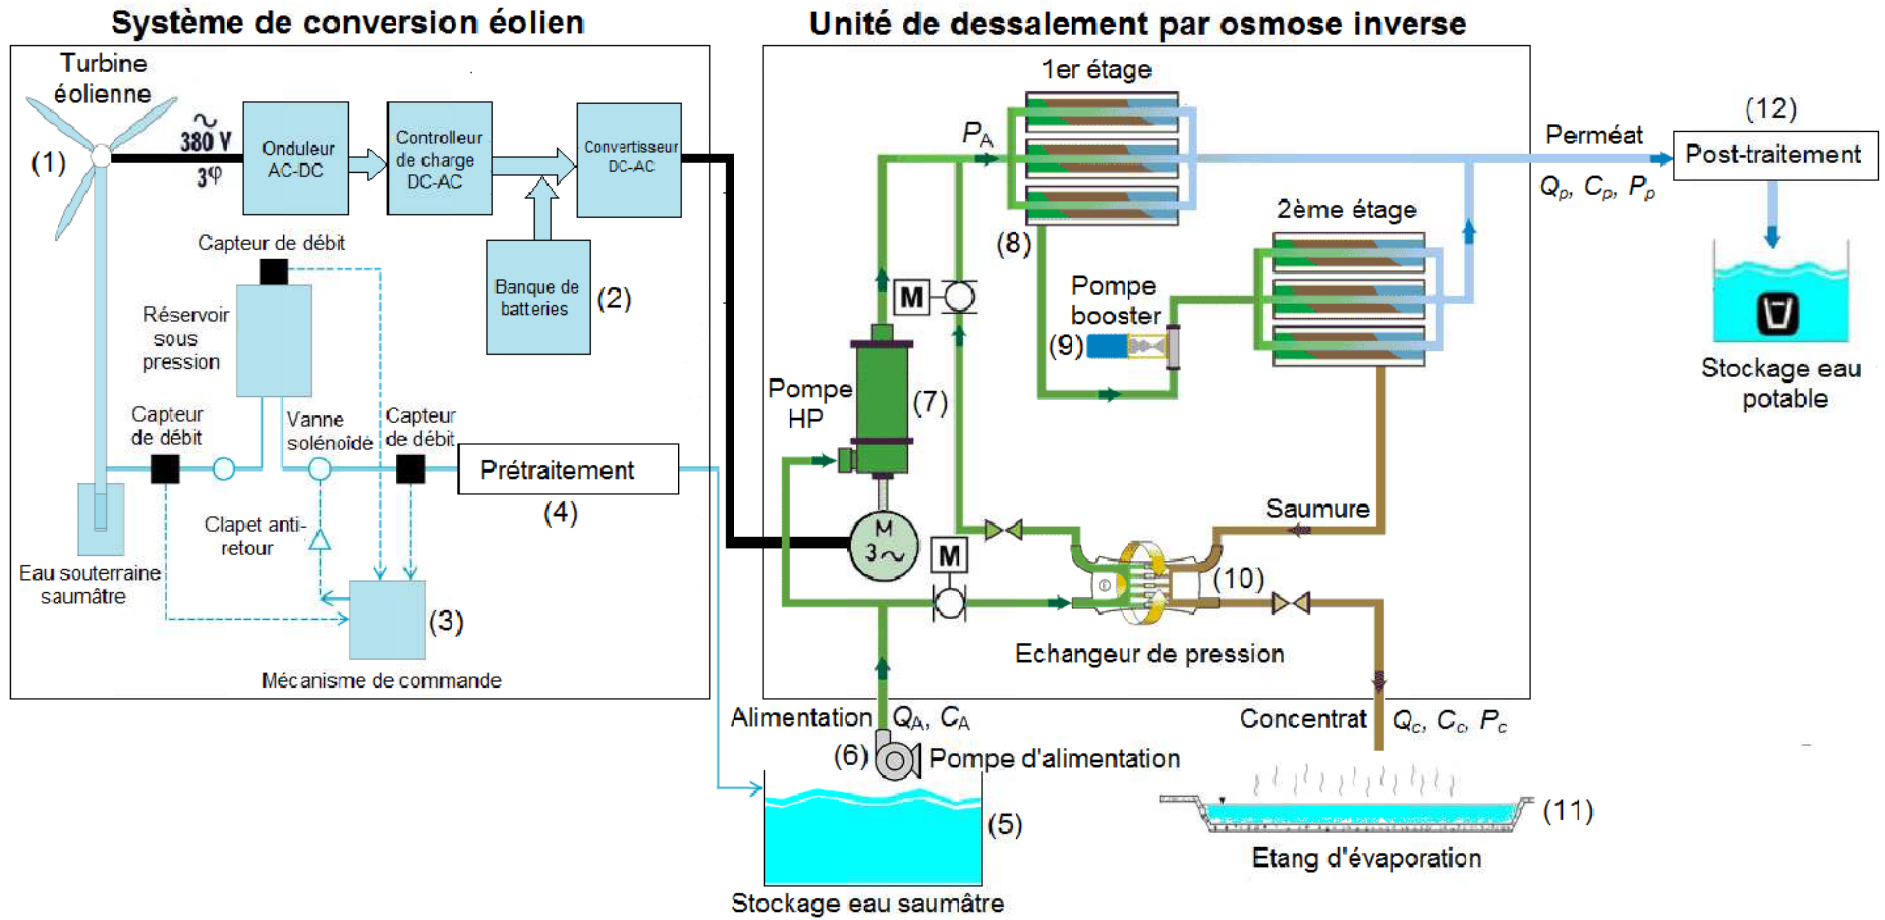 Système de conversion éolien
Unité de dessalement par osmose inverse
Turbine
éolienne
(1)
~
380 V
3φ
Onduleur
AC-DC
Controlleur
de charge
DC-AC
Convertisseur
DC-AC
Banque de
batteries
(2)
Capteur de débit
Réservoir
sous
pression
Capteur
de débit
Vanne
solénoïde
Capteur
de débit
Prétraitement
(4)
Clapet anti-
retour
Eau souterraine
saumâtre
(3)
Mécanisme de commande
1er étage
PA
(8)
2ème étage
M
Pompe
booster
(9)
Pompe
HP
(7)
M
3~
M
Saumure
(10)
Echangeur de pression
Perméat
Qp, Cp, Pp
(12)
Post-traitement
Stockage eau
potable
Alimentation
QA, CA
(6)
Pompe d'alimentation
(5)
Stockage eau saumâtre
Concentrat
Qc, Cc, Pc
(11)
Etang d'évaporation